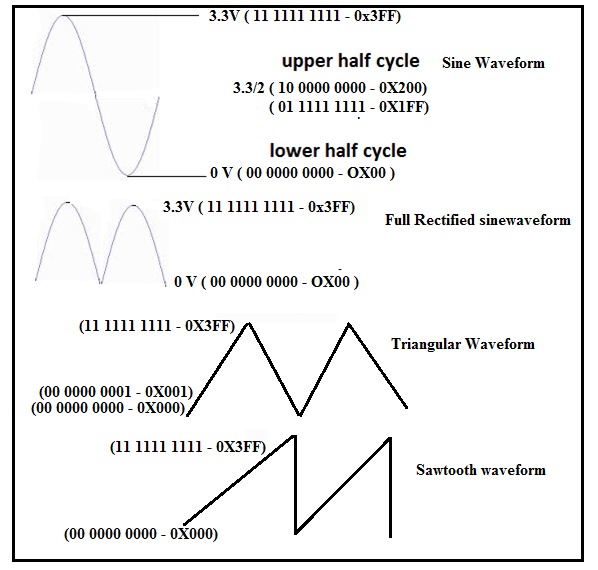 3.3V ( 11 1111 1111 - 0x3FF)
upper half cycle Sine Waveform
3.3/2 ( 10 0000 0000 - 0X200)
( 01 1111 1111 - 0X1FF)
lower half cycle
0 V ( 00 0000 0000 - OX00 )
3.3V ( 11 1111 1111 - 0x3FF)
Full Rectified sinewaveform
0 V ( 00 0000 0000 - OX00 )
(11 1111 1111 - 0X3FF)
Triangular Waveform
(00 0000 0001 - 0X001)
(00 0000 0000 - 0X000)
(11 1111 1111 - 0X3FF)
Sawtooth waveform
(00 0000 0000 - 0X000)